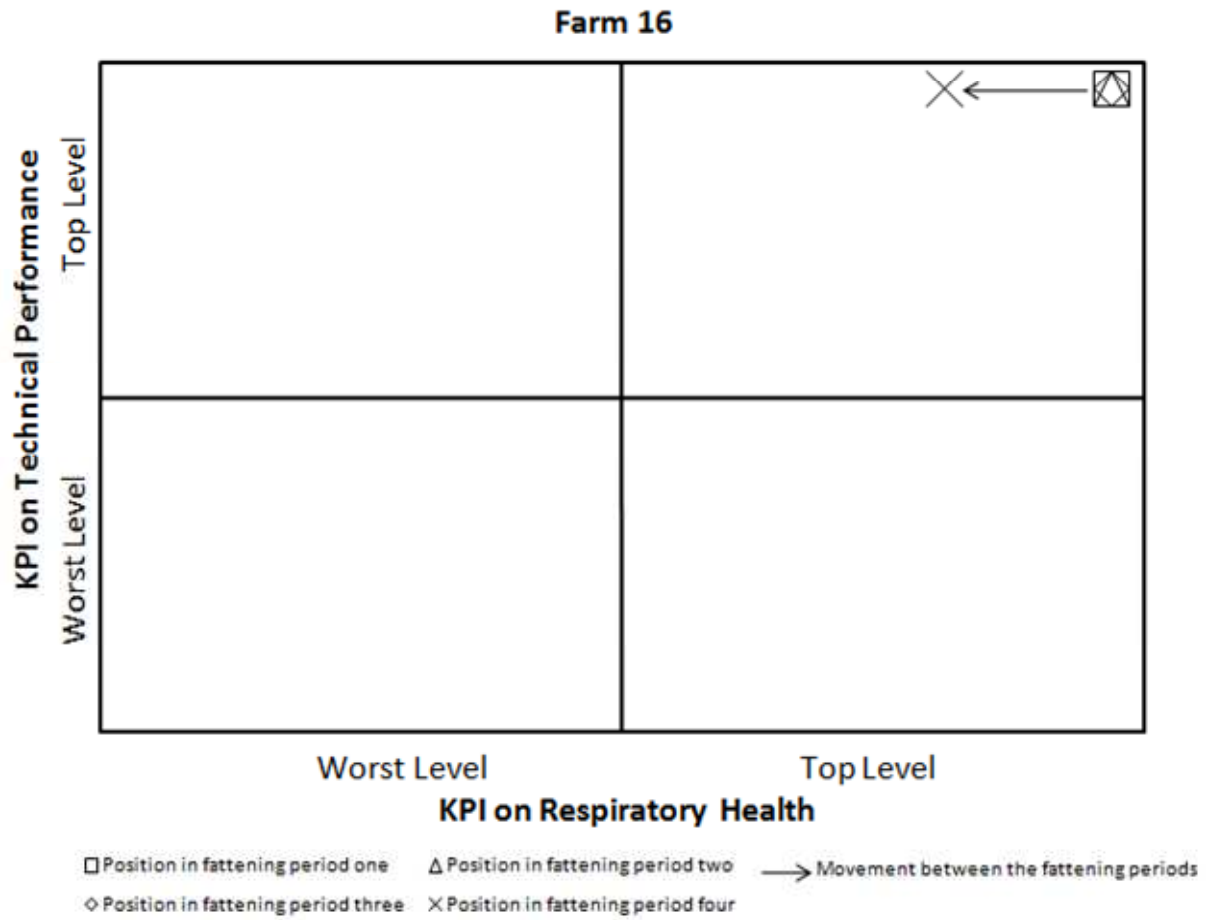 Farm 16
KPI on Technical Performance
Top Level
Worst Level
Worst Level Top Level
KPI on Respiratory Health
Position in fattening period one Position in fattening period two Movement between the fattening periods
Position in fattening period three Position in fattening period four